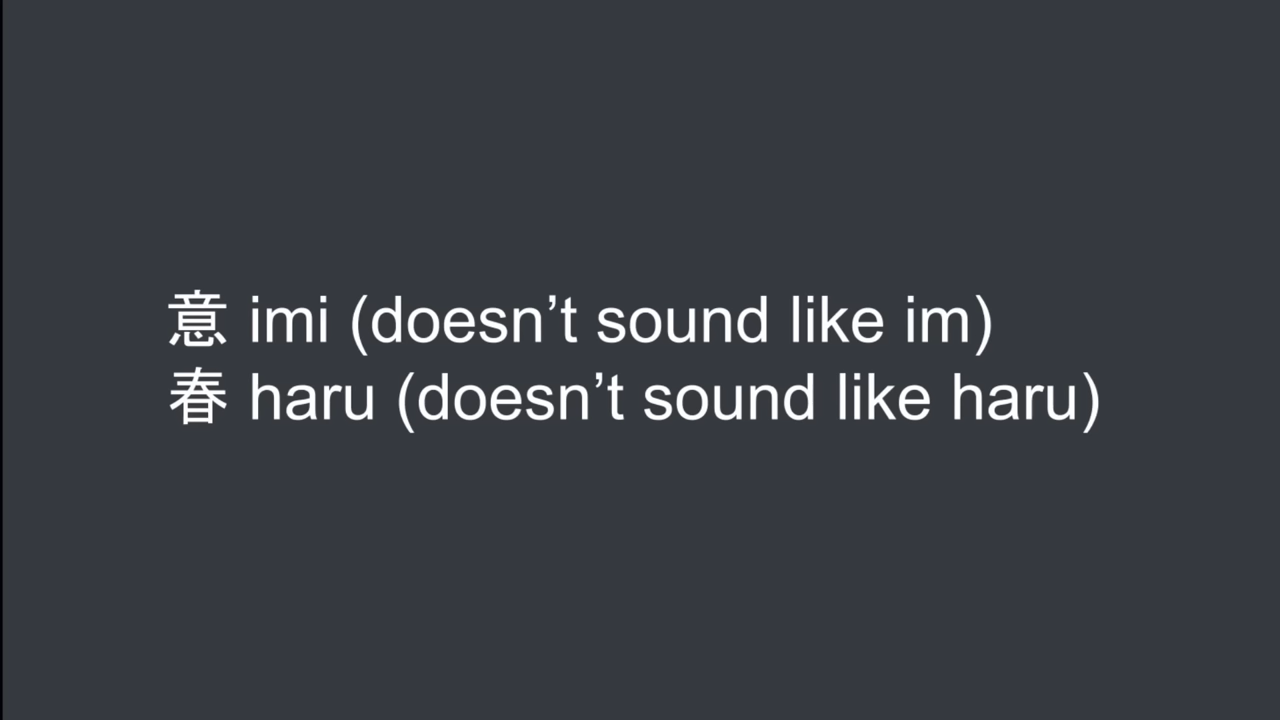 意 imi (doesn’t sound like im)
春 haru (doesn’t sound like haru)